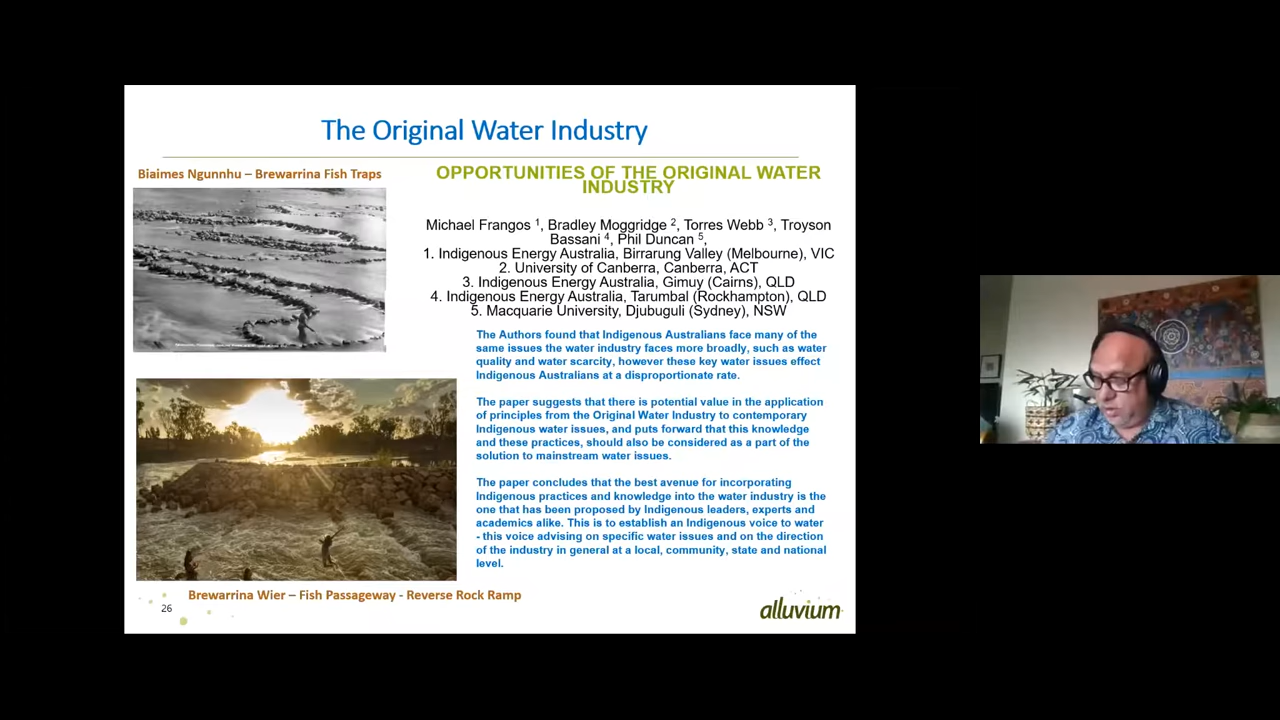 The Original Water Industry
Biaimes Ngunnhu – Brewarrina Fish Traps
OPPORTUNITIES OF THE ORIGINAL WATER
INDUSTRY
Michael Frangos 1, Bradley Moggridge 2, Torres Webb 3, Troyson
Bassani 4, Phil Duncan 5,
1. Indigenous Energy Australia, Birrarung Valley (Melbourne), VIC
2. University of Canberra, Canberra, ACT
3. Indigenous Energy Australia, Gimuy (Cairns), QLD
4. Indigenous Energy Australia, Tarumbal (Rockhampton), QLD
5. Macquarie University, Djubuguli (Sydney), NSW
The Authors found that Indigenous Australians face many of the
same issues the water industry faces more broadly, such as water
quality and water scarcity, however these key water issues effect
Indigenous Australians at a disproportionate rate.
The paper suggests that there is potential value in the application
of principles from the Original Water Industry to contemporary
Indigenous water issues, and puts forward that this knowledge
and these practices, should also be considered as a part of the
solution to mainstream water issues.
The paper concludes that the best avenue for incorporating
Indigenous practices and knowledge into the water industry is the
one that has been proposed by Indigenous leaders, experts and
academics alike. This is to establish an Indigenous voice to water
- this voice advising on specific water issues and on the direction
of the industry in general at a local, community, state and national
level.
Brewarrina Wier – Fish Passageway - Reverse Rock Ramp
26
alluvium